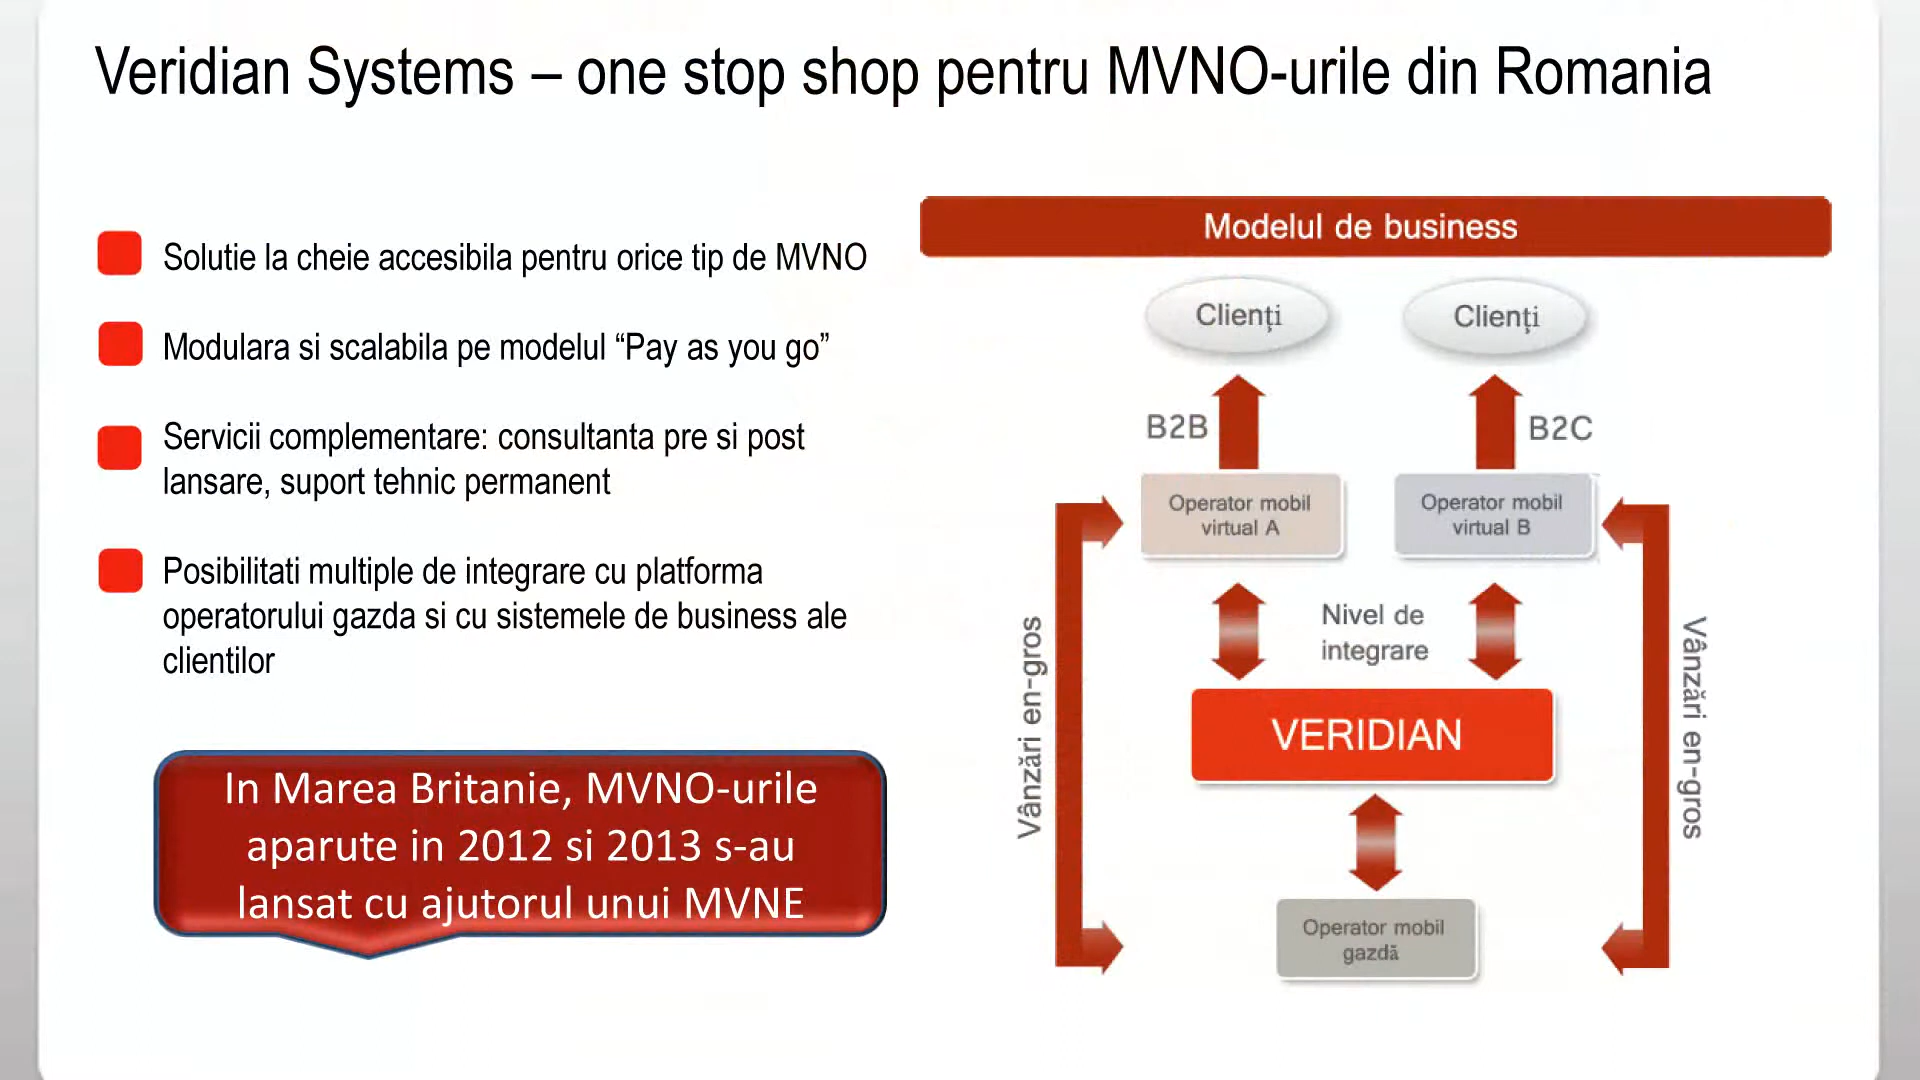 Veridian Systems – one stop shop pentru MVNO-urile din Romania
Solutie la cheie accesibila pentru orice tip de MVNO
Modulara si scalabila pe modelul “Pay as you go”
Servicii complementare: consultanta pre si post
lansare, suport tehnic permanent
Posibilitati multiple de integrare cu platforma
operatorului gazda si cu sistemele de business ale
clientilor
In Marea Britanie, MVNO-urile
aparute in 2012 si 2013 s-au
lansat cu ajutorul unui MVNE
Modelul de business
Clienţi
Clienţi
B2B
B2C
Operator mobil
virtual A
Operator mobil
virtual B
Nivel de
integrare
Vânzări en-gros
Vânzări en-gros
VERIDIAN
Operator mobil
gazdă